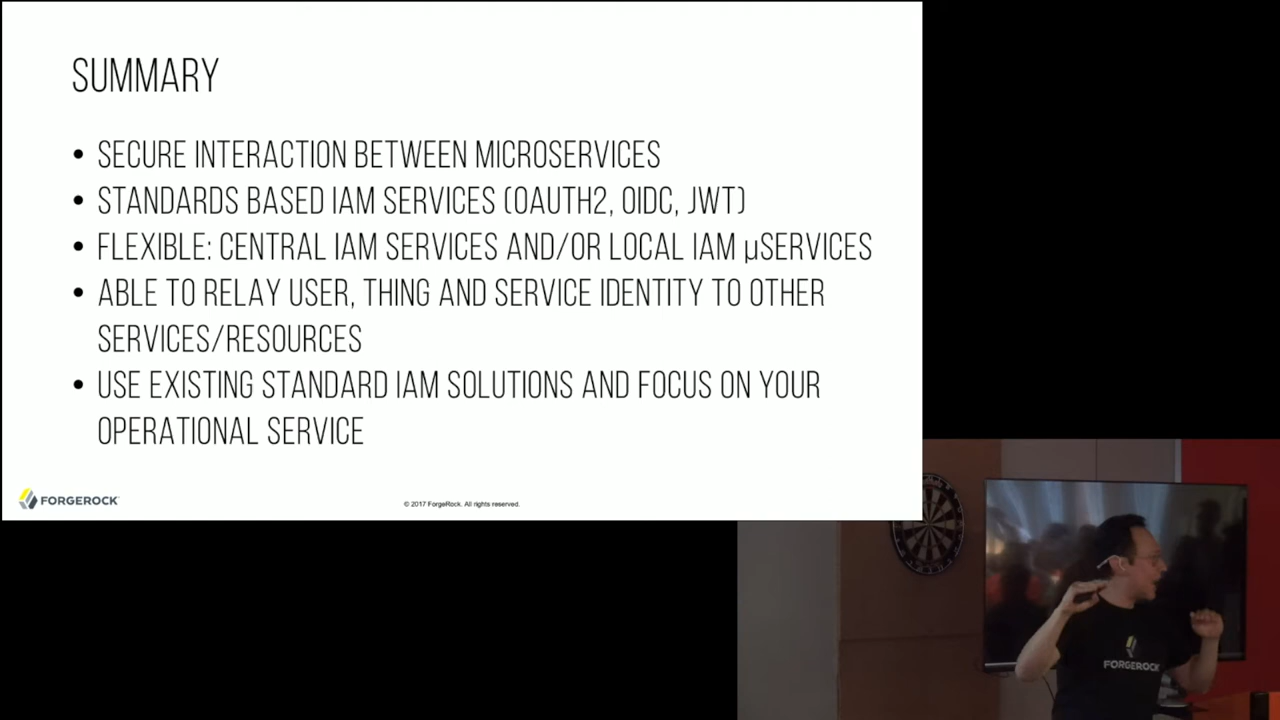 SUMMARY
• SECURE INTERACTION BETWEEN MICROSERVICES
• STANDARDS BASED IAM SERVICES (OAUTH2, OIDC, JWT)
• FLEXIBLE: CENTRAL IAM SERVICES AND/OR LOCAL IAM µSERVICES
• ABLE TO RELAY USER, THING AND SERVICE IDENTITY TO OTHER
SERVICES/RESOURCES
• USE EXISTING STANDARD IAM SOLUTIONS AND FOCUS ON YOUR
OPERATIONAL SERVICE
FORGEROCK
© 2017 ForgeRock. All rights reserved.
FORGEROCK